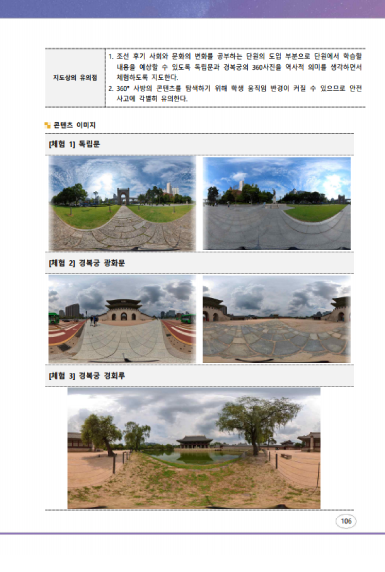 지도상의 유의점
1. 조선 후기 사회와 문화의 변화를 공부하는 단원의 도입 부분으로 단원에서 학습할
내용을 예상할 수 있도록 독립문과 경복궁의 360사진을 역사적 의미를 생각하면서
체험하도록 지도한다.
2. 360° 사방의 콘텐츠를 탐색하기 위해 학생 움직임 반경이 커질 수 있으므로 안전
사고에 각별히 유의한다.
콘텐츠 이미지
[체험 1] 독립문
[체험 2] 경복궁 광화문
[체험 3] 경복궁 경회루
106